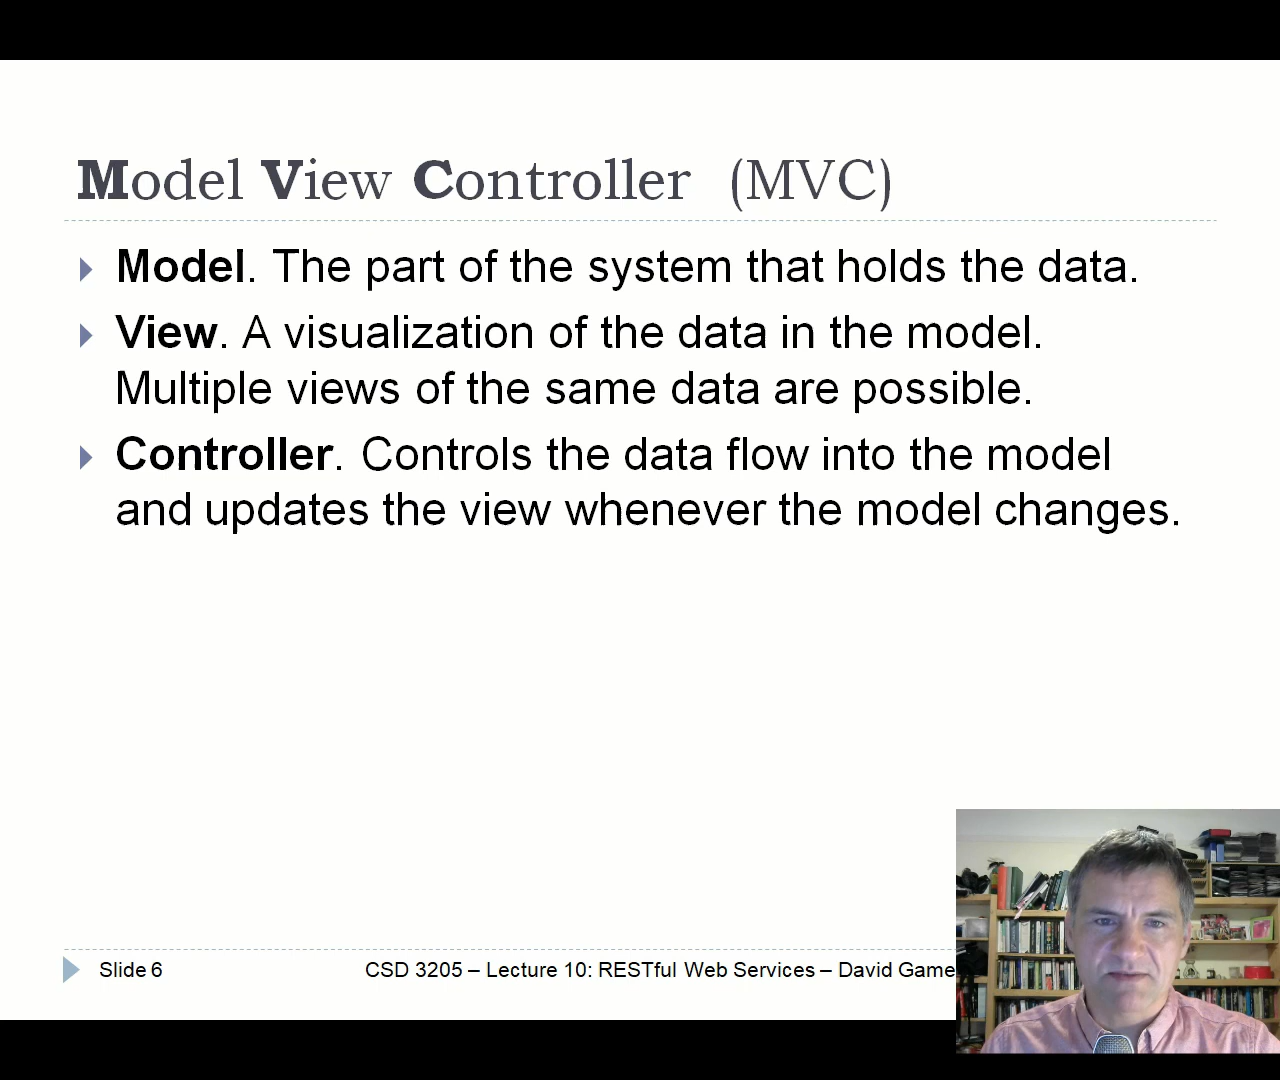 Model View Controller (MVC)
Model. The part of the system that holds the data.
View. A visualization of the data in the model.
Multiple views of the same data are possible.
Controller. Controls the data flow into the model
and updates the view whenever the model changes.
Slide 6
CSD 3205 – Lecture 10: RESTful Web Services – David Game